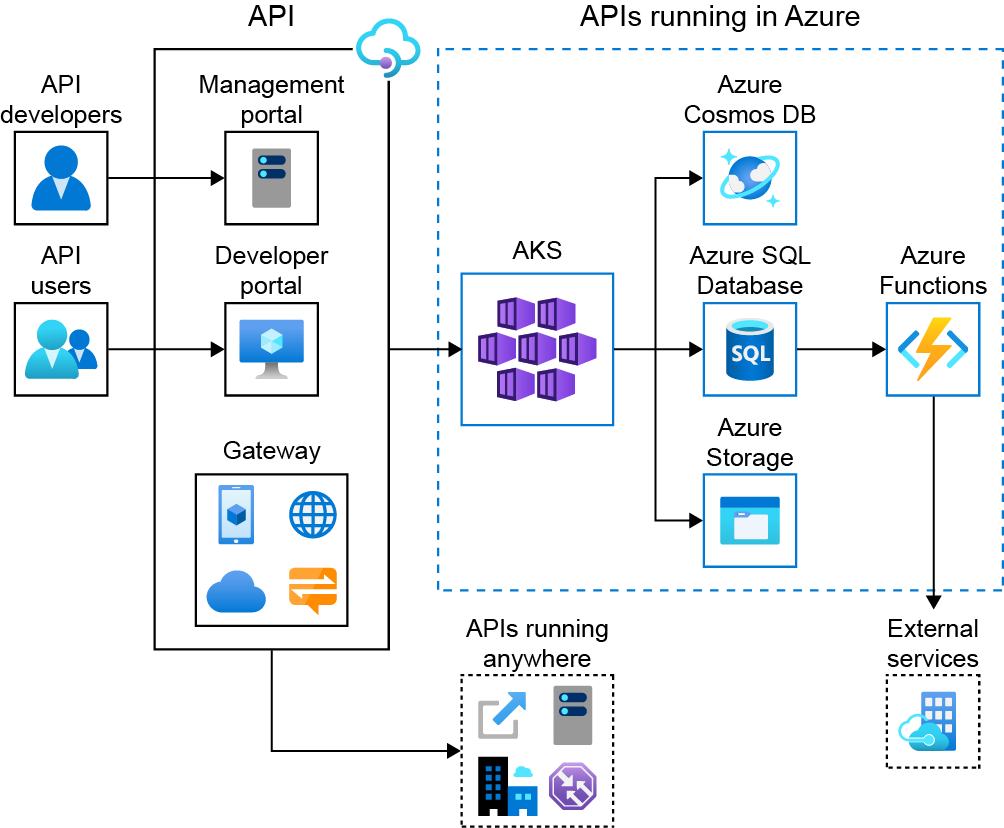 API
APIs running in Azure
API
developers
Management
portal
API
users
Developer
portal
Gateway
AKS
Azure
Cosmos DB
Azure SQL
Database
SQL
Azure
Functions
Azure
Storage
APIs running
anywhere
External
services